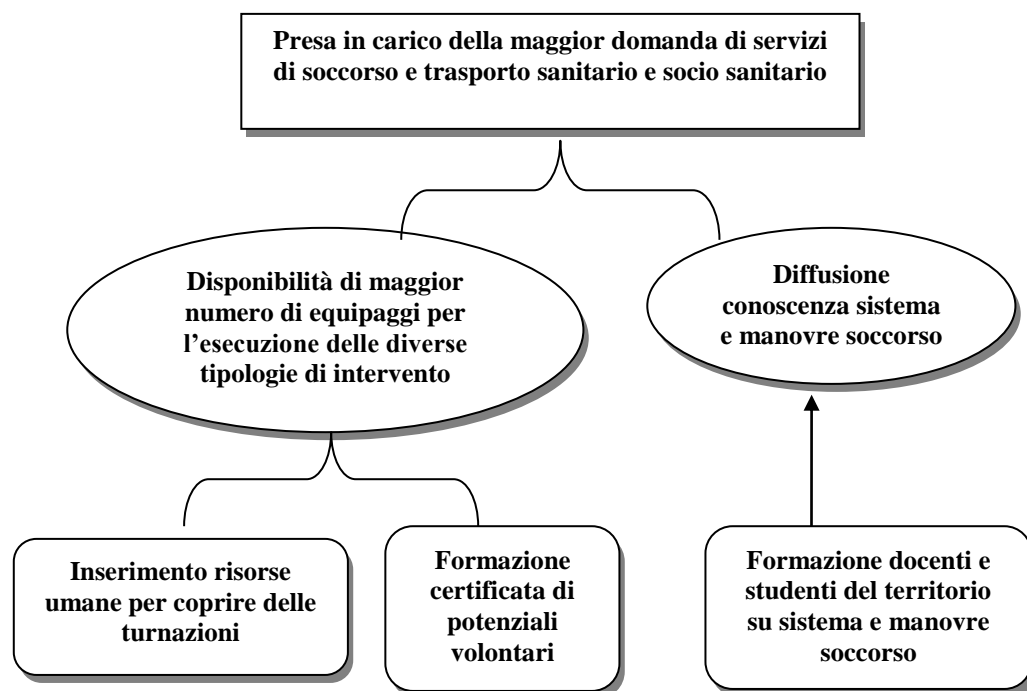 Presa in carico della maggior domanda di servizi
di soccorso e trasporto sanitario e socio sanitario
Disponibilità di maggior
numero di equipaggi per
l’esecuzione delle diverse
tipologie di intervento
Diffusione
conoscenza sistema
e manovre soccorso
Inserimento risorse
umane per coprire delle
turnazioni
Formazione
certificata di
potenziali
volontari
Formazione docenti e
studenti del territorio
su sistema e manovre
soccorso